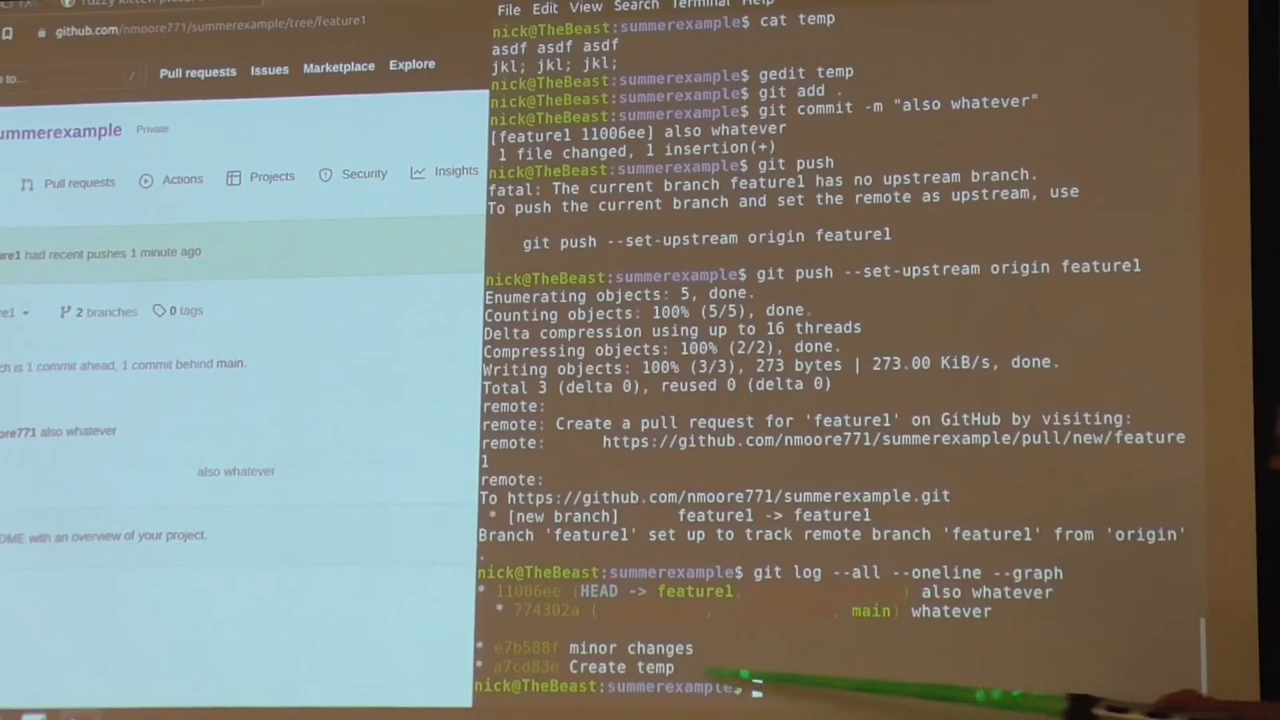 fuzzy kitten
github.com/nmoore771/summerexample/tree/feature1
to...
/
Pull requests Issues Marketplace Explore
ummerexample Private
Pull requests Actions Projects Security Insights
ure1 had recent pushes 1 minute ago
re1 2 branches 0 tags
ch is 1 commit ahead, 1 commit behind main.
ore771 also whatever
also whatever
DME with an overview of your project.
File Edit View Search Terminal Help
nick@TheBeast:summerexample$ cat temp
asdf asdf asdf
jkl; jkl; jkl;
nick@TheBeast:summerexample$ gedit temp
nick@TheBeast:summerexample$ git add .
nick@TheBeast:summerexample$ git commit -m "also whatever"
[feature1 11006ee] also whatever
1 file changed, 1 insertion(+)
nick@TheBeast:summerexample$ git push
fatal: The current branch feature1 has no upstream branch.
To push the current branch and set the remote as upstream, use
git push --set-upstream origin feature1
nick@TheBeast:summerexample$ git push --set-upstream origin feature1
Enumerating objects: 5, done.
Counting objects: 100% (5/5), done.
Delta compression using up to 16 threads
Compressing objects: 100% (2/2), done.
Writing objects: 100% (3/3), 273 bytes | 273.00 KiB/s, done.
Total 3 (delta 0), reused 0 (delta 0)
remote:
remote: Create a pull request for 'feature1' on GitHub by visiting:
remote: https://github.com/nmoore771/summerexample/pull/new/feature
1
remote:
To https://github.com/nmoore771/summerexample.git
* [new branch] feature1 -> feature1
Branch 'feature1' set up to track remote branch 'feature1' from 'origin'
.
nick@TheBeast:summerexample$ git log --all --oneline --graph
* 11006ee (HEAD -> feature1, ) also whatever
* 774302a ( , , main) whatever
* e7b588f minor changes
* a7cd83e Create temp
nick@TheBeast:summerexample$